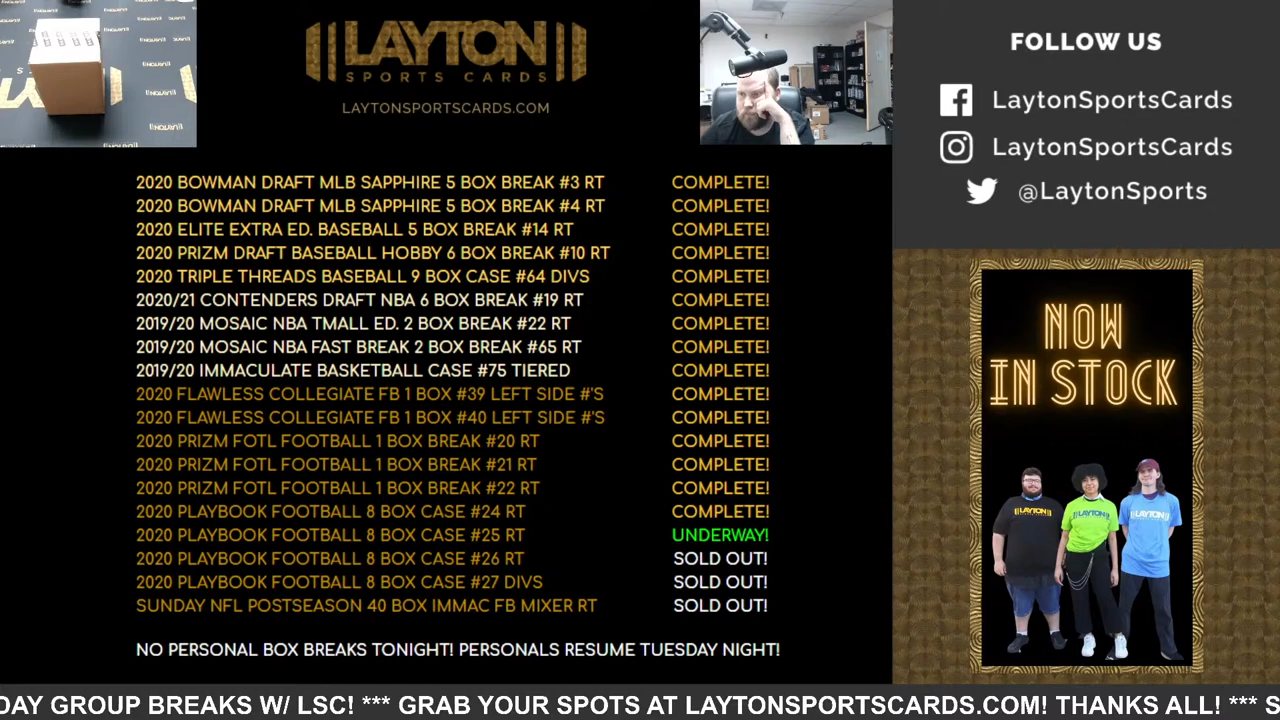 LAYTON
SPORTS CARDS
LAYTONSPORTSCARDS.COM
2020 BOWMAN DRAFT MLB SAPPHIRE 5 BOX BREAK #3 RT COMPLETE!
2020 BOWMAN DRAFT MLB SAPPHIRE 5 BOX BREAK #4 RT COMPLETE!
2020 ELITE EXTRA ED. BASEBALL 5 BOX BREAK #14 RT COMPLETE!
2020 PRIZM DRAFT BASEBALL HOBBY 6 BOX BREAK #10 RT COMPLETE!
2020 TRIPLE THREADS BASEBALL 9 BOX CASE #64 DIVS COMPLETE!
2020/21 CONTENDERS DRAFT NBA 6 BOX BREAK #19 RT COMPLETE!
2019/20 MOSAIC NBA TMALL ED. 2 BOX BREAK #22 RT COMPLETE!
2019/20 MOSAIC NBA FAST BREAK 2 BOX BREAK #65 RT COMPLETE!
2019/20 IMMACULATE BASKETBALL CASE #75 TIERED COMPLETE!
2020 FLAWLESS COLLEGIATE FB 1 BOX #39 LEFT SIDE #'S COMPLETE!
2020 FLAWLESS COLLEGIATE FB 1 BOX #40 LEFT SIDE #'S COMPLETE!
2020 PRIZM FOTL FOOTBALL 1 BOX BREAK #20 RT COMPLETE!
2020 PRIZM FOTL FOOTBALL 1 BOX BREAK #21 RT COMPLETE!
2020 PRIZM FOTL FOOTBALL 1 BOX BREAK #22 RT COMPLETE!
2020 PLAYBOOK FOOTBALL 8 BOX CASE #24 RT COMPLETE!
2020 PLAYBOOK FOOTBALL 8 BOX CASE #25 RT UNDERWAY!
2020 PLAYBOOK FOOTBALL 8 BOX CASE #26 RT SOLD OUT!
2020 PLAYBOOK FOOTBALL 8 BOX CASE #27 DIVS SOLD OUT!
SUNDAY NFL POSTSEASON 40 BOX IMMAC FB MIXER RT SOLD OUT!
NO PERSONAL BOX BREAKS TONIGHT! PERSONALS RESUME TUESDAY NIGHT!
FOLLOW US
LaytonSportsCards
LaytonSportsCards
@LaytonSports
NOW
IN STOCK
LAYTON
LAYTON
LAYTON
DAY GROUP BREAKS W/ LSC! *** GRAB YOUR SPOTS AT LAYTONSPORTSCARDS.COM! THANKS ALL! *** S